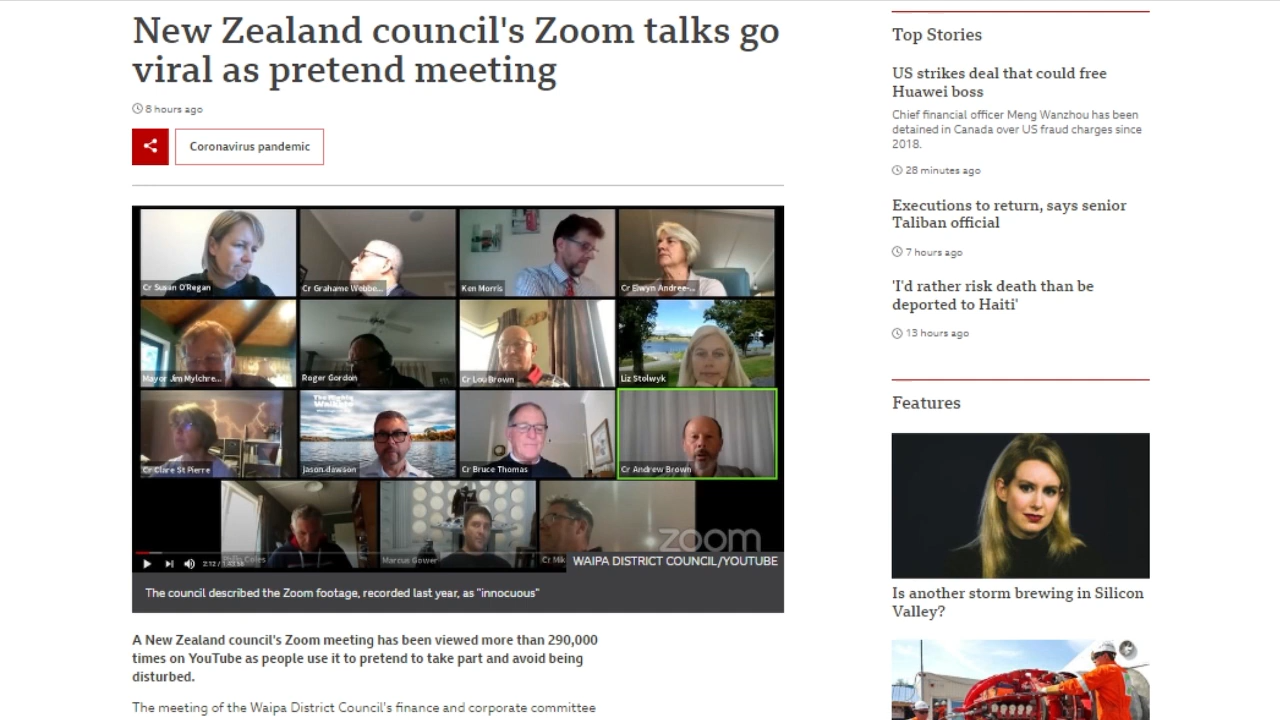 New Zealand council's Zoom talks go
viral as pretend meeting
8 hours ago
Coronavirus pandemic
Cr Susan O'Regan
Cr Grahame Webbe...
Ken Morris
Cr Elwyn Andree-...
Mayor Jim Mylchre...
Roger Gordon
Cr Lou Brown
Liz Stolwyk
Cr Clare St Pierre
jason.dawson
Cr Bruce Thomas
Cr Andrew Brown
Coles
Marcus Gower
Cr Mik
zoom
2:12 /
WAIPA DISTRICT COUNCIL/YOUTUBE
The council described the Zoom footage, recorded last year, as "innocuous"
A New Zealand council's Zoom meeting has been viewed more than 290,000
times on YouTube as people use it to pretend to take part and avoid being
disturbed.
The meeting of the Waipa District Council's finance and corporate committee
Top Stories
US strikes deal that could free
Huawei boss
Chief financial officer Meng Wanzhou has been
detained in Canada over US fraud charges since
2018.
28 minutes ago
Executions to return, says senior
Taliban official
7 hours ago
'I'd rather risk death than be
deported to Haiti'
13 hours ago
Features
Is another storm brewing in Silicon
Valley?